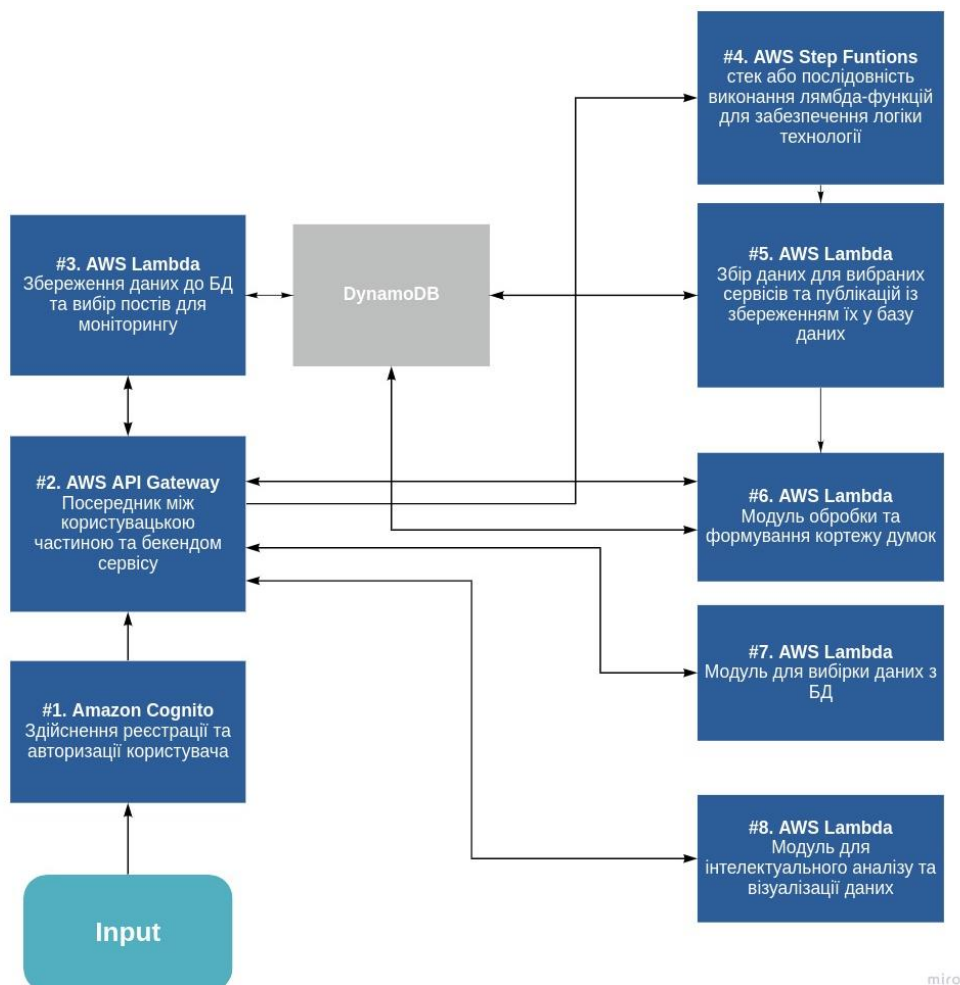 #4. AWS Step Funtions
стек або послідовність
виконання лямбда-функцій
для забезпечення логіки
технології
#3. AWS Lambda
Збереження даних до БД
та вибір постів для
моніторингу
DynamoDB
#5. AWS Lambda
Збір даних для вибраних
сервісів та публікацій із
збереженням їх у базу
даних
#2. AWS API Gateway
Посередник між
користувацькою
частиною та бекендом
сервісу
#6. AWS Lambda
Модуль обробки та
формування кортежу думок
#7. AWS Lambda
Модуль для вибірки даних з
БД
#1. Amazon Cognito
Здійснення реєстрації та
авторизації користувача
#8. AWS Lambda
Модуль для
інтелектуального аналізу та
візуалізації даних
Input
miro